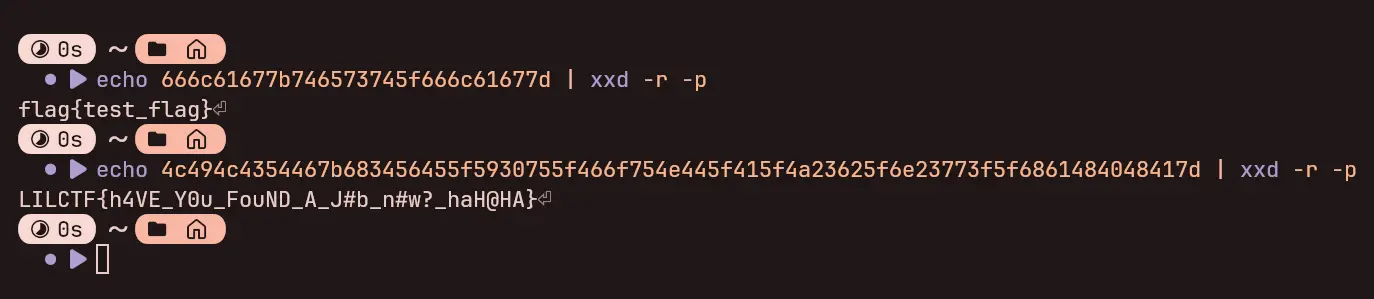 0s ~
echo 666c61677b746573745f666c61677d | xxd -r -p
flag{test_flag}⏎
0s ~
echo 4c494c4354467b683456455f5930755f466f754e445f415f4a23625f6e23773f5f6861484048417d | xxd -r -p
LILCTF{h4VE_Y0u_FouND_A_J#b_n#w?_haH@HA}⏎
0s ~